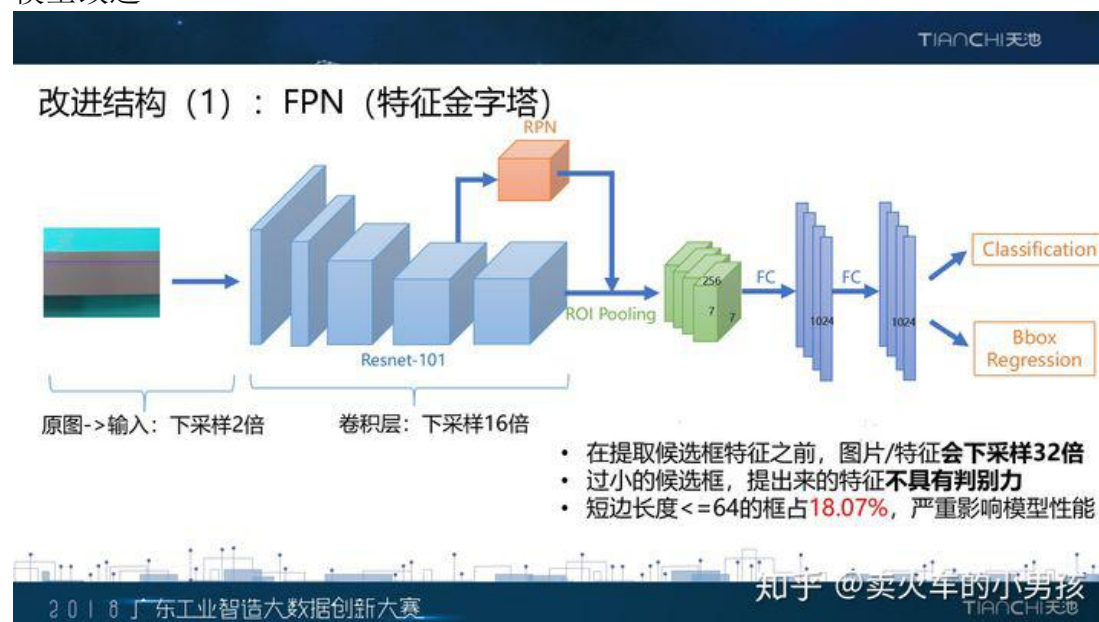 TIANCHI天池
改进结构（1）：FPN（特征金字塔）
RPN
Resnet-101
ROI Pooling
256
7
7
FC
1024
FC
1024
Classification
Bbox
Regression
原图->输入：下采样2倍
卷积层：下采样16倍
• 在提取候选框特征之前，图片/特征会下采样32倍
• 过小的候选框，提出来的特征不具有判别力
• 短边长度<=64的框占18.07%，严重影响模型性能
知乎 @卖火车的小男孩
2018广东工业智造大数据创新大赛
TIANCHI天池